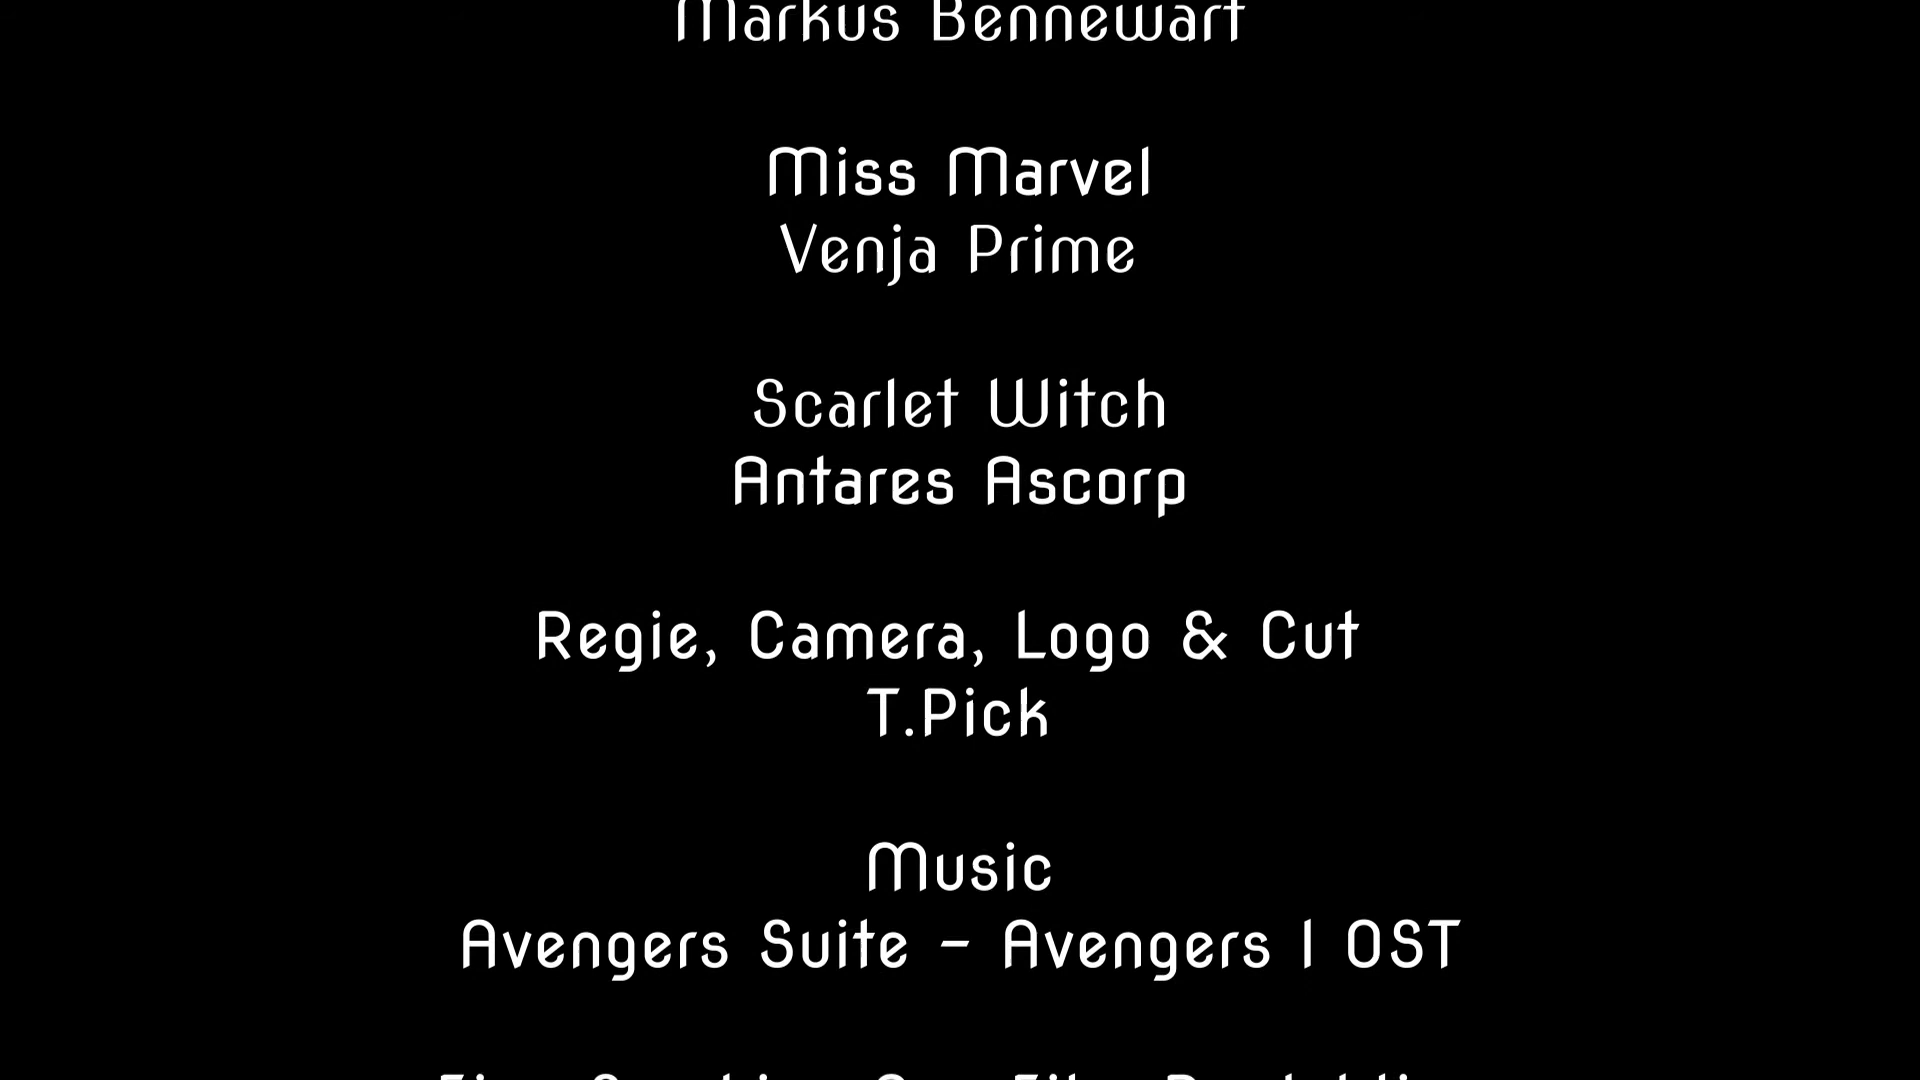 Markus Bennewart
Miss Marvel
Venja Prime
Scarlet Witch
Antares Ascorp
Regie, Camera, Logo & Cut
T.Pick
Music
Avengers Suite - Avengers 1 OST